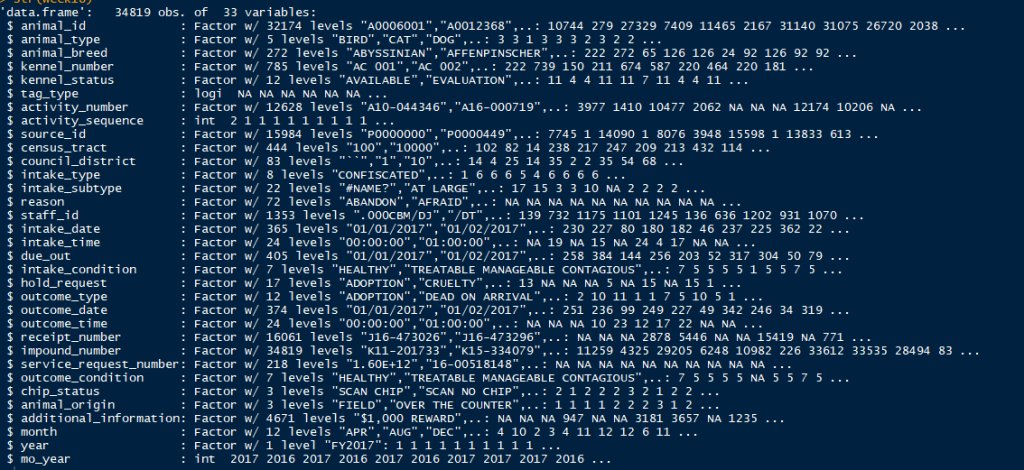 'data.frame':   34819 obs. of  33 variables:
 $ animal_id             : Factor w/ 32174 levels "A0006001","A0012368",..: 10744 279 27329 7409 11465 2167 31140 31075 26720 2038 ...
 $ animal_type           : Factor w/ 5 levels "BIRD","CAT","DOG",..: 3 3 1 3 3 3 2 3 2 2 ...
 $ animal_breed          : Factor w/ 272 levels "ABYSSINIAN","AFFENPINSCHER",..: 222 272 65 126 126 24 92 126 92 92 ...
 $ kennel_number         : Factor w/ 785 levels "AC 001","AC 002",..: 222 739 150 211 674 587 220 464 220 181 ...
 $ kennel_status         : Factor w/ 12 levels "AVAILABLE","EVALUATION",..: 11 4 4 11 11 7 11 4 4 11 ...
 $ tag_type              : logi  NA NA NA NA NA NA ...
 $ activity_number       : Factor w/ 12628 levels "A10-044346","A16-000719",..: 3977 1410 10477 2062 NA NA NA 12174 10206 NA ...
 $ activity_sequence     : int  2 1 1 1 1 1 1 1 1 1 ...
 $ source_id             : Factor w/ 15984 levels "P0000000","P0000449",..: 7745 1 14090 1 8076 3948 15598 1 13833 613 ...
 $ census_tract          : Factor w/ 444 levels "100","10000",..: 102 82 14 238 217 247 209 213 432 114 ...
 $ council_district      : Factor w/ 83 levels "``","1","10",..: 14 4 25 14 35 2 2 35 54 68 ...
 $ intake_type           : Factor w/ 8 levels "CONFISCATED",..: 1 6 6 6 5 4 6 6 6 6 ...
 $ intake_subtype        : Factor w/ 22 levels "#NAME?","AT LARGE",..: 17 15 3 3 10 NA 2 2 2 2 ...
 $ reason                : Factor w/ 72 levels "ABANDON","AFRAID",..: NA NA NA NA NA NA NA NA NA NA ...
 $ staff_id              : Factor w/ 1353 levels ".000CBM/DJ","/DT",..: 139 732 1175 1101 1245 136 636 1202 931 1070 ...
 $ intake_date           : Factor w/ 365 levels "01/01/2017","01/02/2017",..: 230 227 80 180 182 46 237 225 362 22 ...
 $ intake_time           : Factor w/ 24 levels "00:00:00","01:00:00",..: NA 19 NA 15 NA 24 4 17 NA NA ...
 $ due_out               : Factor w/ 405 levels "01/01/2017","01/02/2017",..: 258 384 144 256 203 52 317 304 50 79 ...
 $ intake_condition      : Factor w/ 7 levels "HEALTHY","TREATABLE MANAGEABLE CONTAGIOUS",..: 7 5 5 5 5 1 5 5 7 5 ...
 $ hold_request          : Factor w/ 17 levels "ADOPTION","CRUELTY",..: 13 NA NA NA 5 NA 15 NA 15 1 ...
 $ outcome_type          : Factor w/ 12 levels "ADOPTION","DEAD ON ARRIVAL",..: 2 10 11 1 1 7 5 10 5 1 ...
 $ outcome_date          : Factor w/ 374 levels "01/01/2017","01/02/2017",..: 251 236 99 249 227 49 342 246 34 319 ...
 $ outcome_time          : Factor w/ 24 levels "00:00:00","01:00:00",..: NA NA NA 10 23 12 17 22 NA NA ...
 $ receipt_number        : Factor w/ 16061 levels "J16-473026","J16-473296",..: NA NA NA 2878 5446 NA NA 15419 NA 771 ...
 $ impound_number        : Factor w/ 34819 levels "K11-201733","K15-334079",..: 11259 4325 29205 6248 10982 226 33612 33535 28494 83 ...
 $ service_request_number: Factor w/ 218 levels "1.60E+12","16-00518148",..: NA NA NA NA NA NA NA NA NA NA ...
 $ outcome_condition     : Factor w/ 7 levels "HEALTHY","TREATABLE MANAGEABLE CONTAGIOUS",..: 7 5 5 5 5 NA 5 5 7 5 ...
 $ chip_status           : Factor w/ 3 levels "SCAN CHIP","SCAN NO CHIP",..: 2 1 2 2 2 3 2 1 2 2 ...
 $ animal_origin         : Factor w/ 3 levels "FIELD","OVER THE COUNTER",..: 1 1 1 1 2 2 2 3 1 2 ...
 $ additional_information: Factor w/ 4671 levels "$1,000 REWARD",..: NA NA NA 947 NA NA 3181 3657 NA 1235 ...
 $ month                 : Factor w/ 12 levels "APR","AUG","DEC",..: 4 10 2 3 4 11 12 12 6 11 ...
 $ year                  : Factor w/ 1 level "FY2017": 1 1 1 1 1 1 1 1 1 1 ...
 $ mo_year               : int  2017 2016 2017 2016 2017 2016 2017 2017 2017 2016 ...